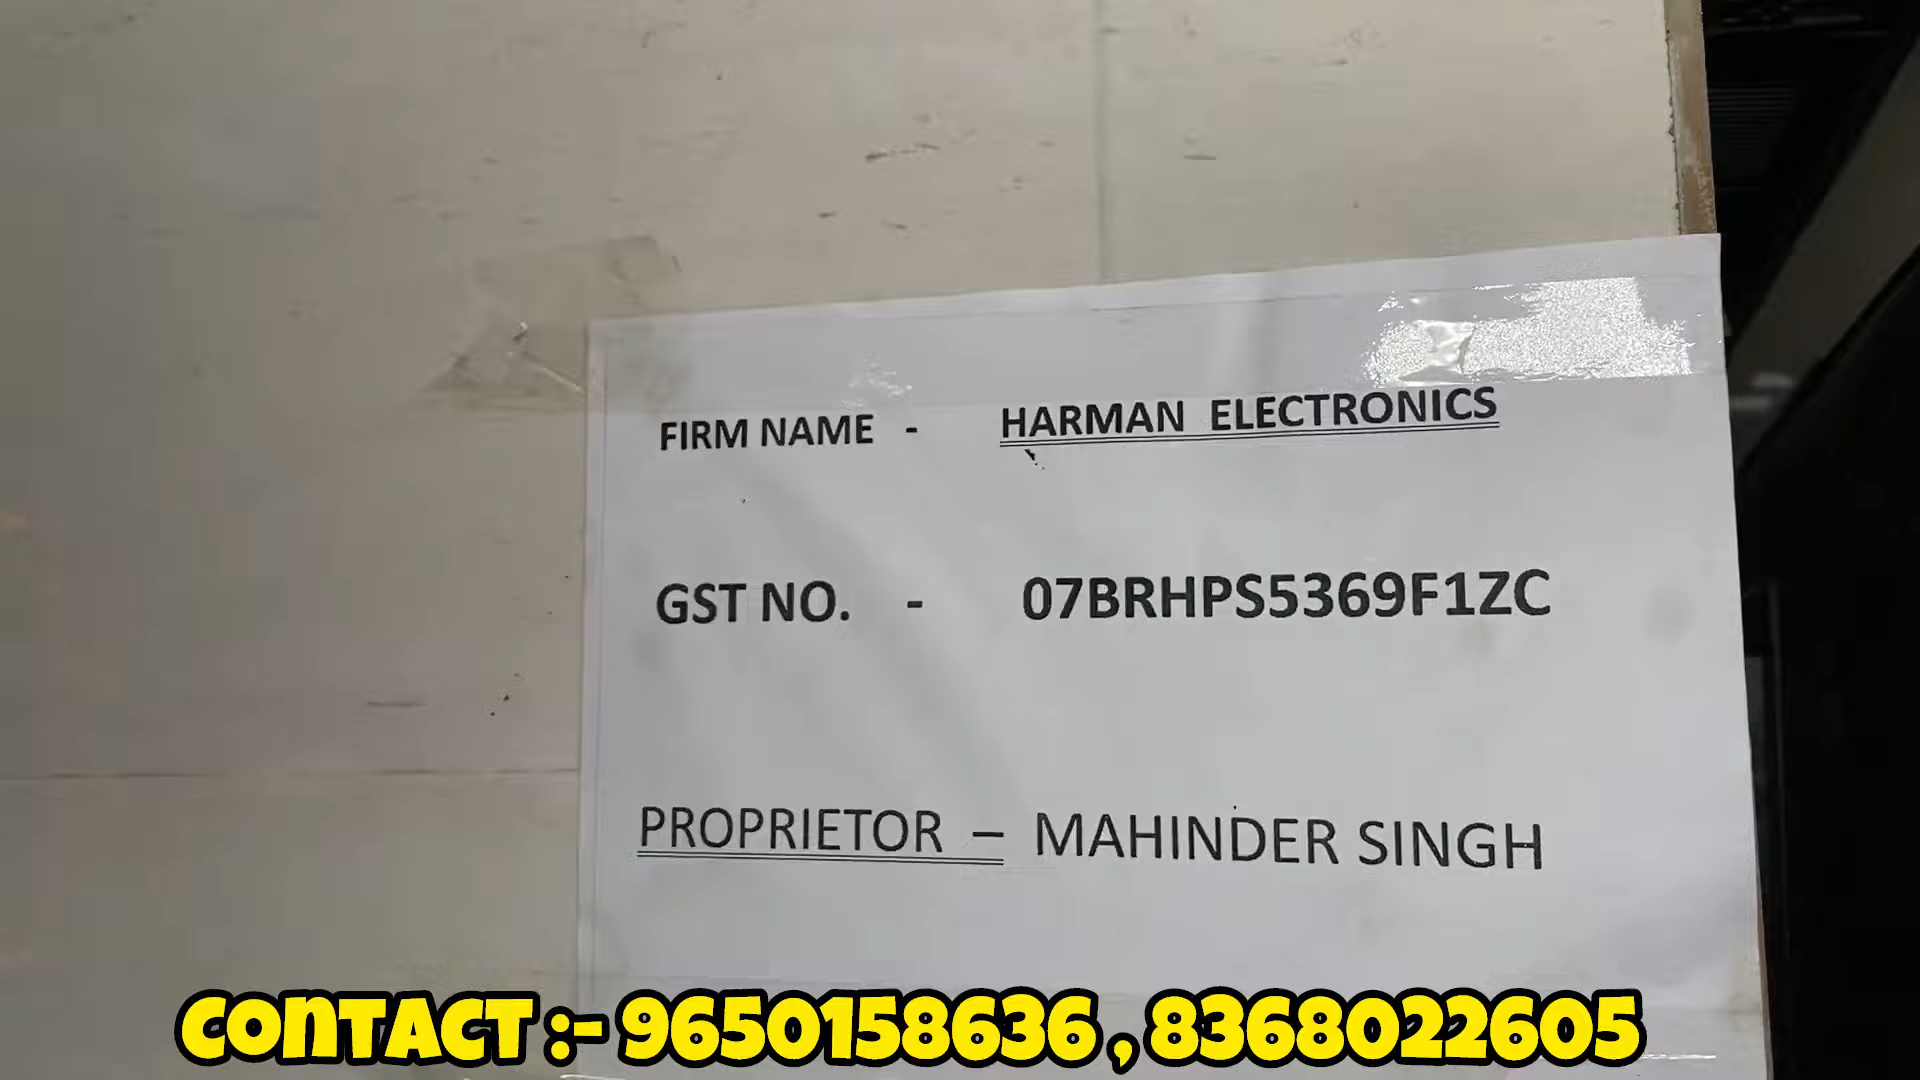 FIRM NAME - HARMAN ELECTRONICS
GST NO. - 07BRHPS5369F1ZC
PROPRIETOR – MAHINDER SINGH
CONTACT :- 9650158636 , 8368022605